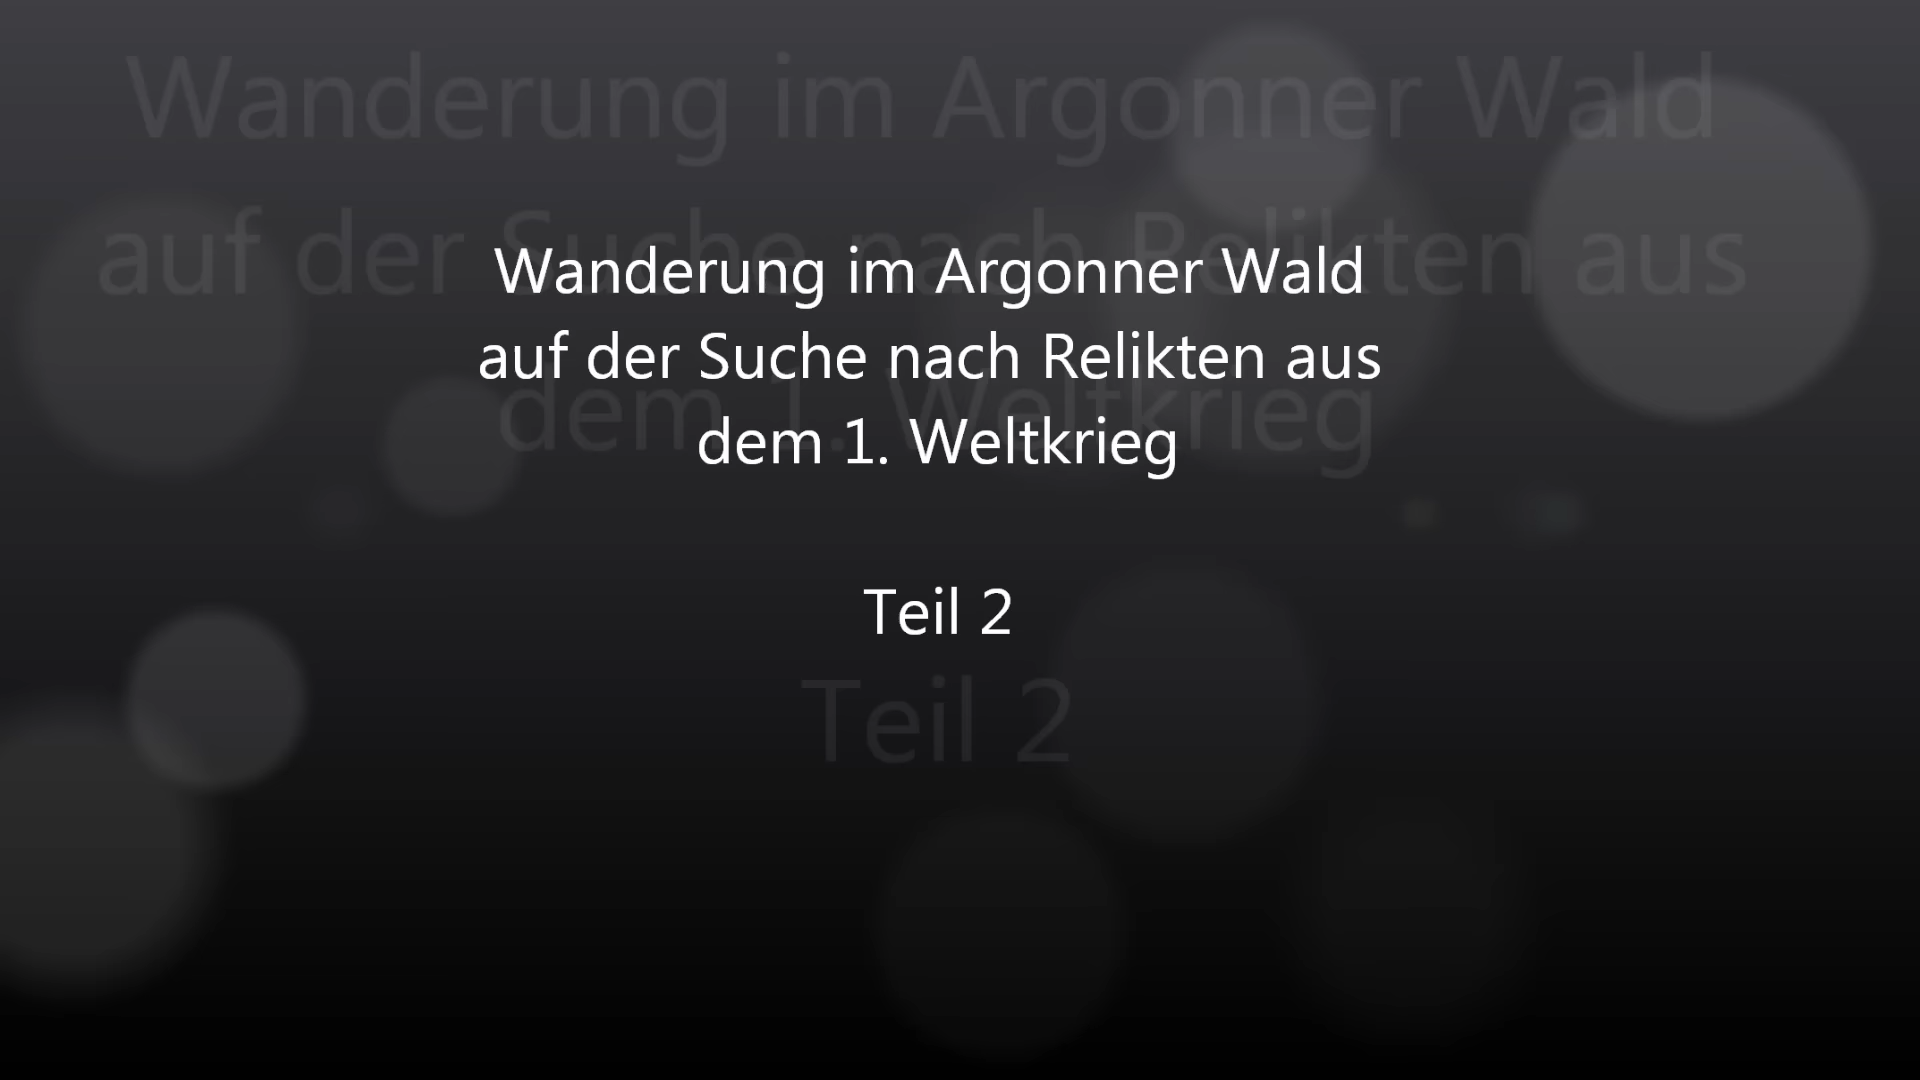 Wanderung im Argonner Wald
auf der Suche nach Relikten aus
dem 1. Weltkrieg
Teil 2